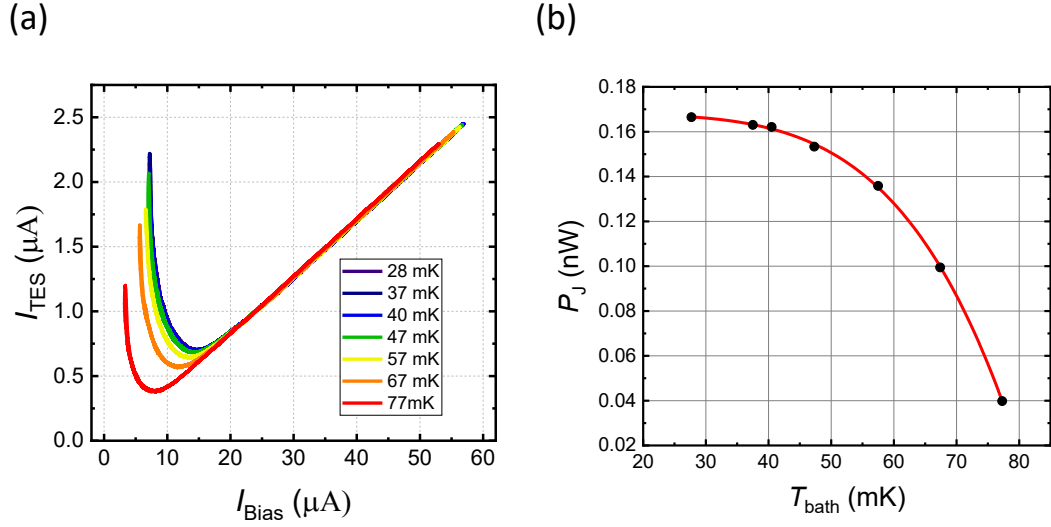 (a)
(b)
2.5
2.0
1.5
1.0
0.5
0.0
0 10 20 30 40 50 60
I_TES (μA)
I_Bias (μA)
28 mK
37 mK
40 mK
47 mK
57 mK
67 mK
77mK
0.18
0.16
0.14
0.12
0.10
0.08
0.06
0.04
0.02
20 30 40 50 60 70 80
P_J (nW)
T_bath (mK)